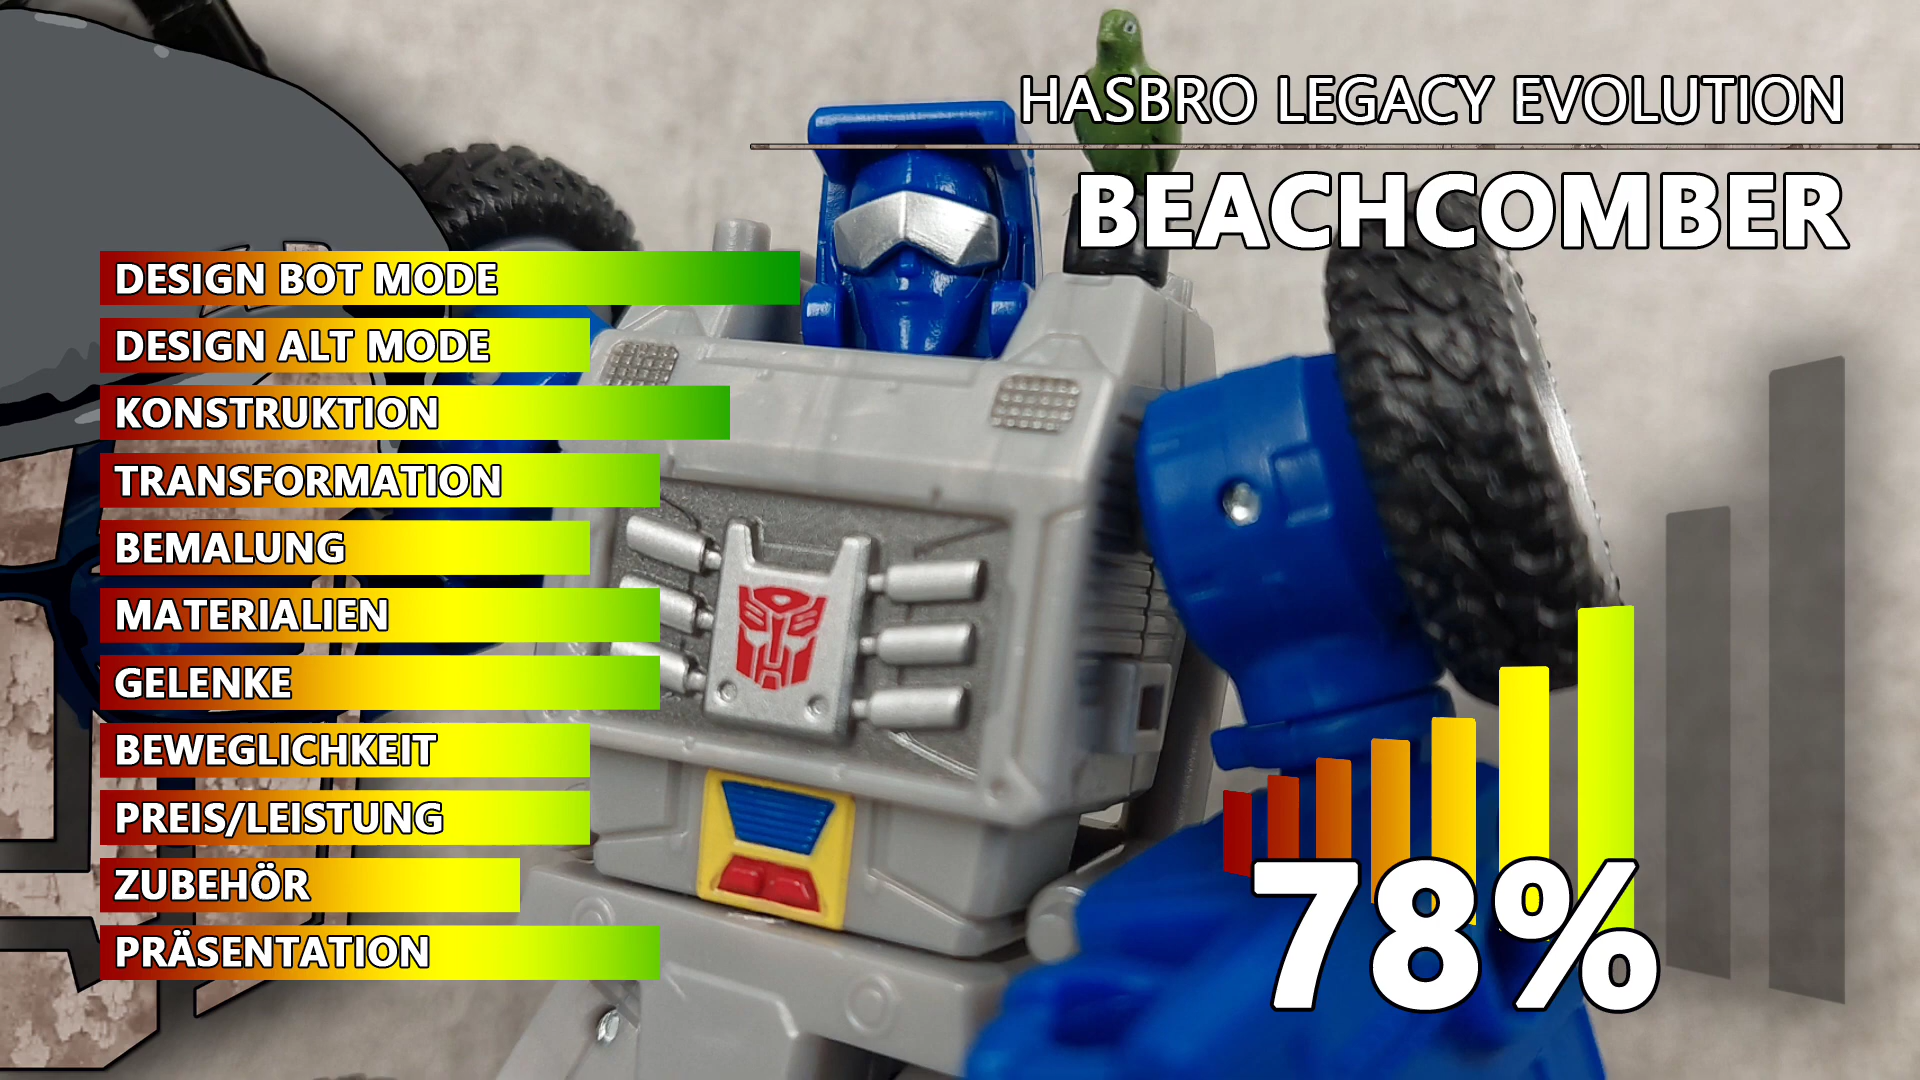 HASBRO LEGACY EVOLUTION
BEACHCOMBER
DESIGN BOT MODE
DESIGN ALT MODE
KONSTRUKTION
TRANSFORMATION
BEMALUNG
MATERIALIEN
GELENKE
BEWEGLICHKEIT
PREIS/LEISTUNG
ZUBEHÖR
PRÄSENTATION
78%